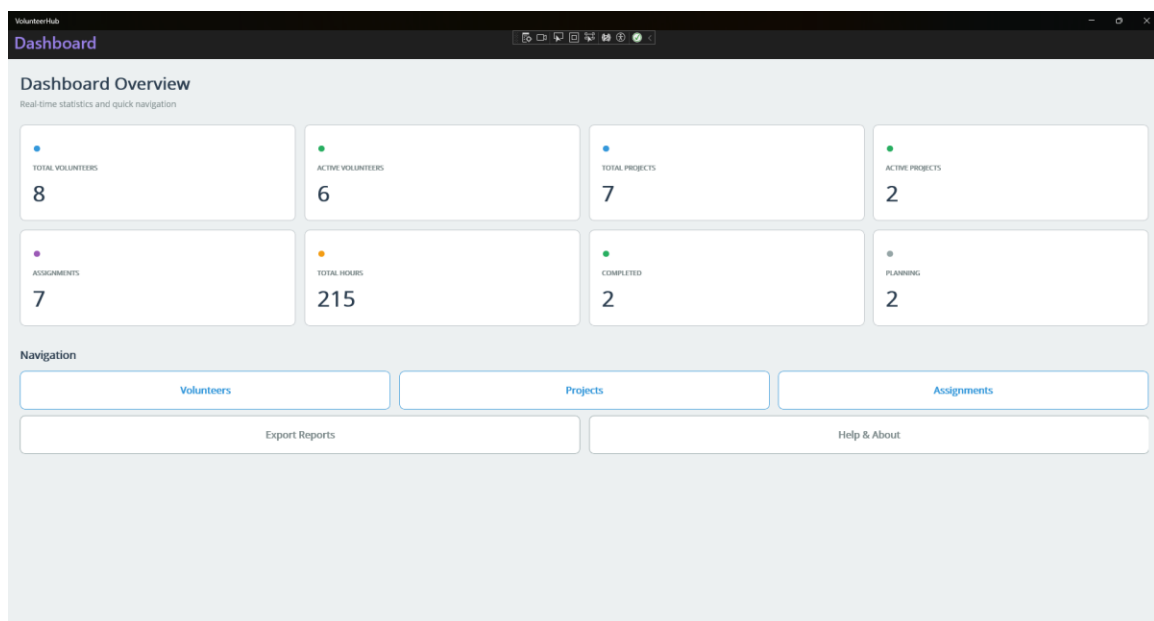 VolunteerHub
Dashboard
Dashboard Overview
Real-time statistics and quick navigation
TOTAL VOLUNTEERS
8
ACTIVE VOLUNTEERS
6
TOTAL PROJECTS
7
ACTIVE PROJECTS
2
ASSIGNMENTS
7
TOTAL HOURS
215
COMPLETED
2
PLANNING
2
Navigation
Volunteers
Projects
Assignments
Export Reports
Help & About